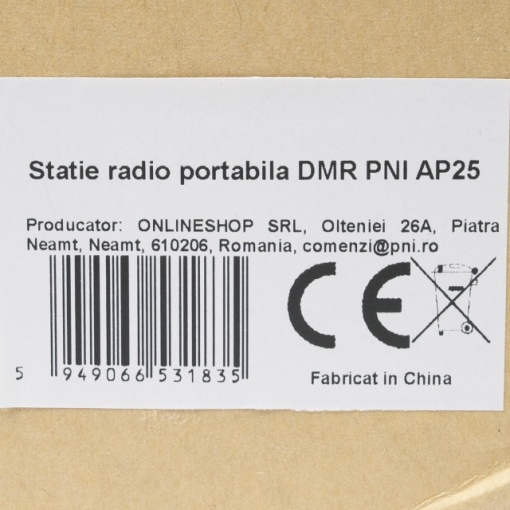 Statie radio portabila DMR PNI AP25
Producator: ONLINESHOP SRL, Olteniei 26A, Piatra
Neamt, Neamt, 610206, Romania, comenzi@pni.ro
CE
5 949066 531835
Fabricat in China